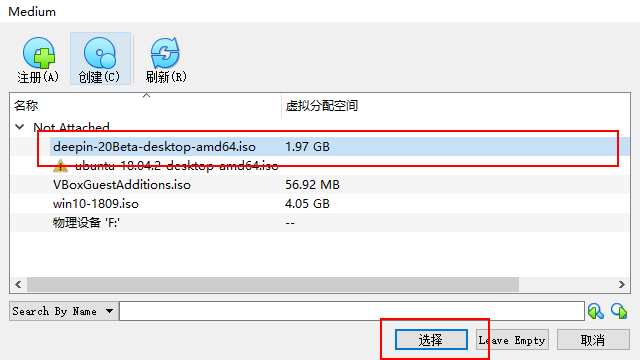 Medium
注册(A) 创建(C) 刷新(R)
名称 虚拟分配空间
Not Attached
deepin-20Beta-desktop-amd64.iso 1.97 GB
ubuntu-18.04.2-desktop-amd64.iso
VBoxGuestAdditions.iso 56.92 MB
win10-1809.iso 4.05 GB
物理设备 'F:' --
Search By Name
选择 Leave Empty 取消